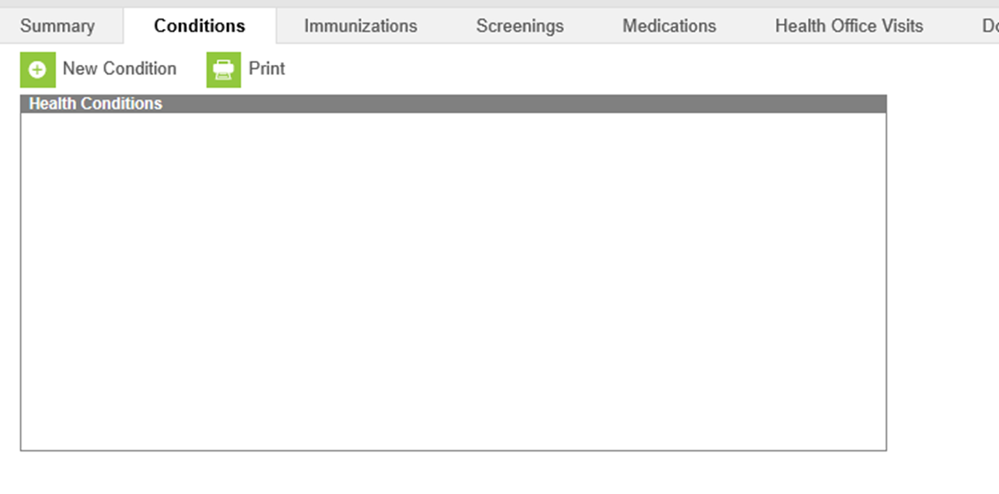 Summary Conditions Immunizations Screenings Medications Health Office Visits
New Condition Print
Health Conditions